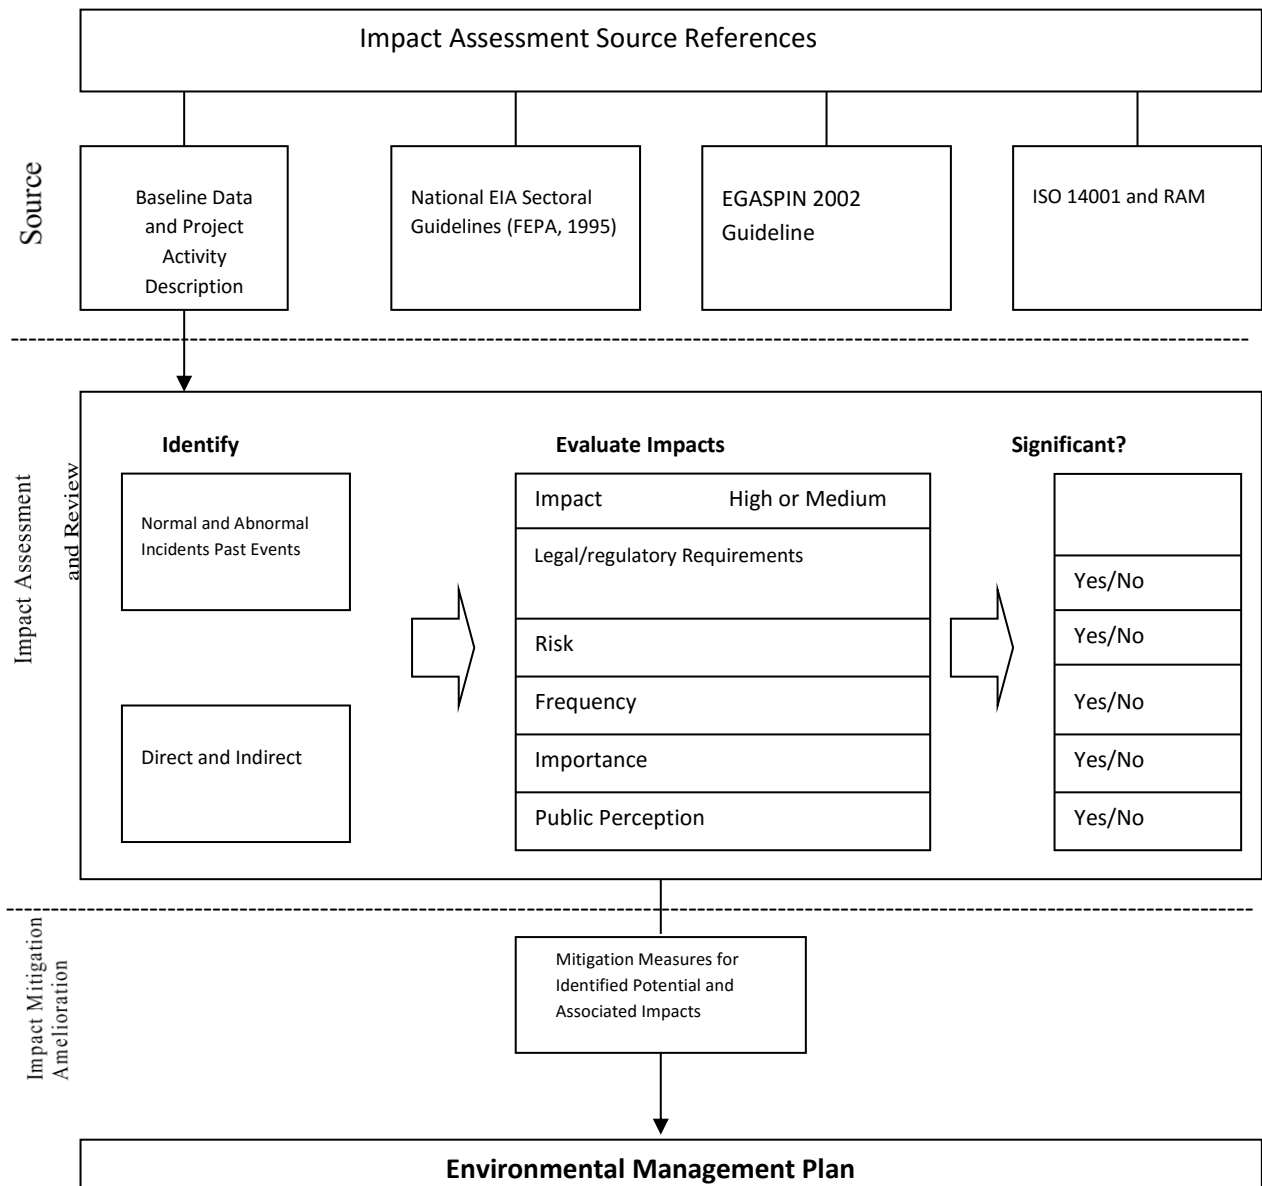 Impact Assessment Source References
Source
Baseline Data
and Project
Activity
Description
National EIA Sectoral
Guidelines (FEPA, 1995)
EGASPIN 2002
Guideline
ISO 14001 and RAM
Impact Assessment
and Review
Identify
Normal and Abnormal
Incidents Past Events
Direct and Indirect
Evaluate Impacts
Impact High or Medium
Legal/regulatory Requirements
Risk
Frequency
Importance
Public Perception
Significant?
Yes/No
Yes/No
Yes/No
Yes/No
Yes/No
Impact Mitigation
Amelioration
Mitigation Measures for
Identified Potential and
Associated Impacts
Environmental Management Plan